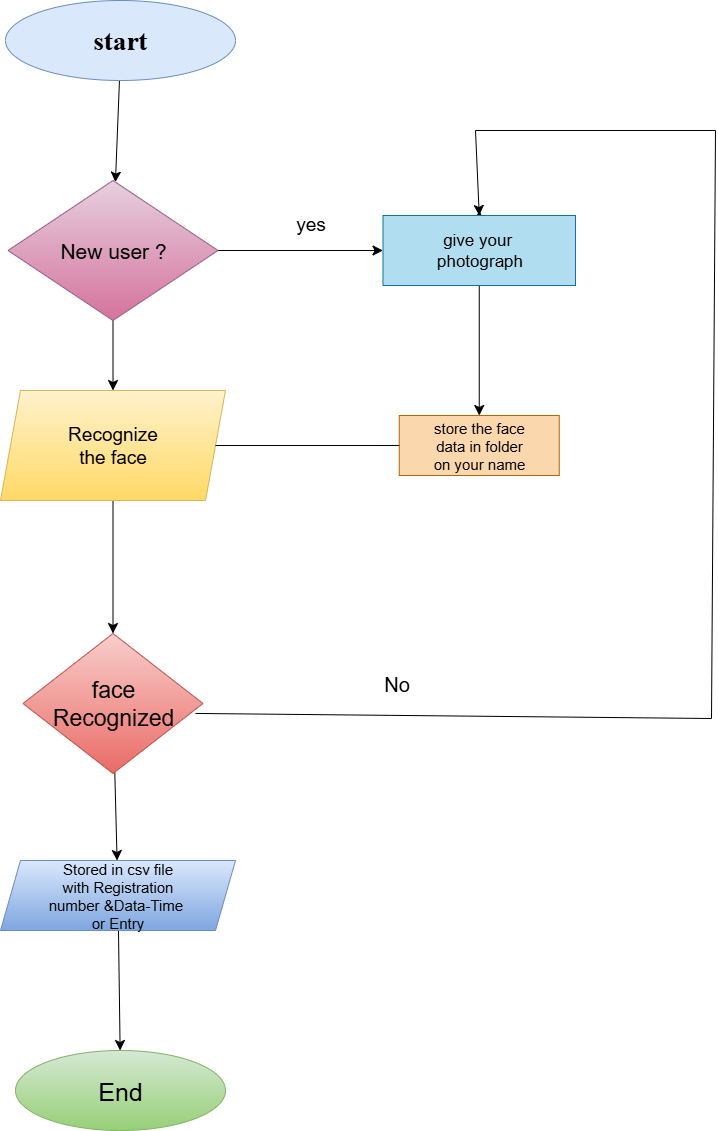 start
New user ?
yes
give your
photograph
Recognize
the face
store the face
data in folder
on your name
face
Recognized
No
Stored in csv file
with Registration
number &Data-Time
or Entry
End